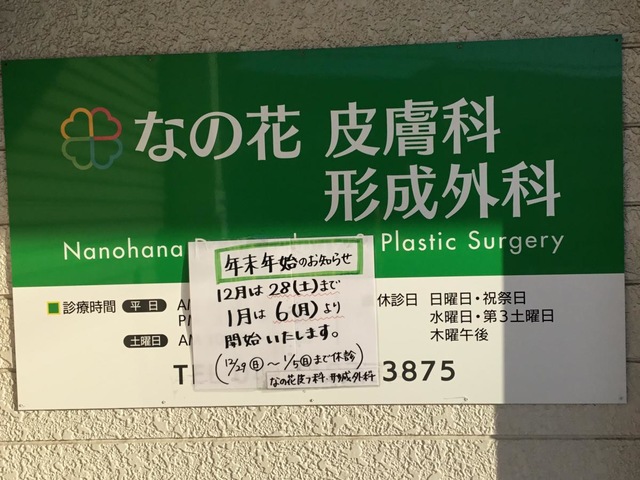 なの花 皮膚科
形成外科
Nanohana Plastic Surgery
年末年始のお知らせ
12月は 28(土)まで
1月は 6(月)より
開始いたします。
(12/29(日)~1/5(日)まで休診)
なの花皮フ科・形成外科
診療時間 平日
土曜日
休診日 日曜日・祝祭日
水曜日・第3土曜日
木曜午後
3875